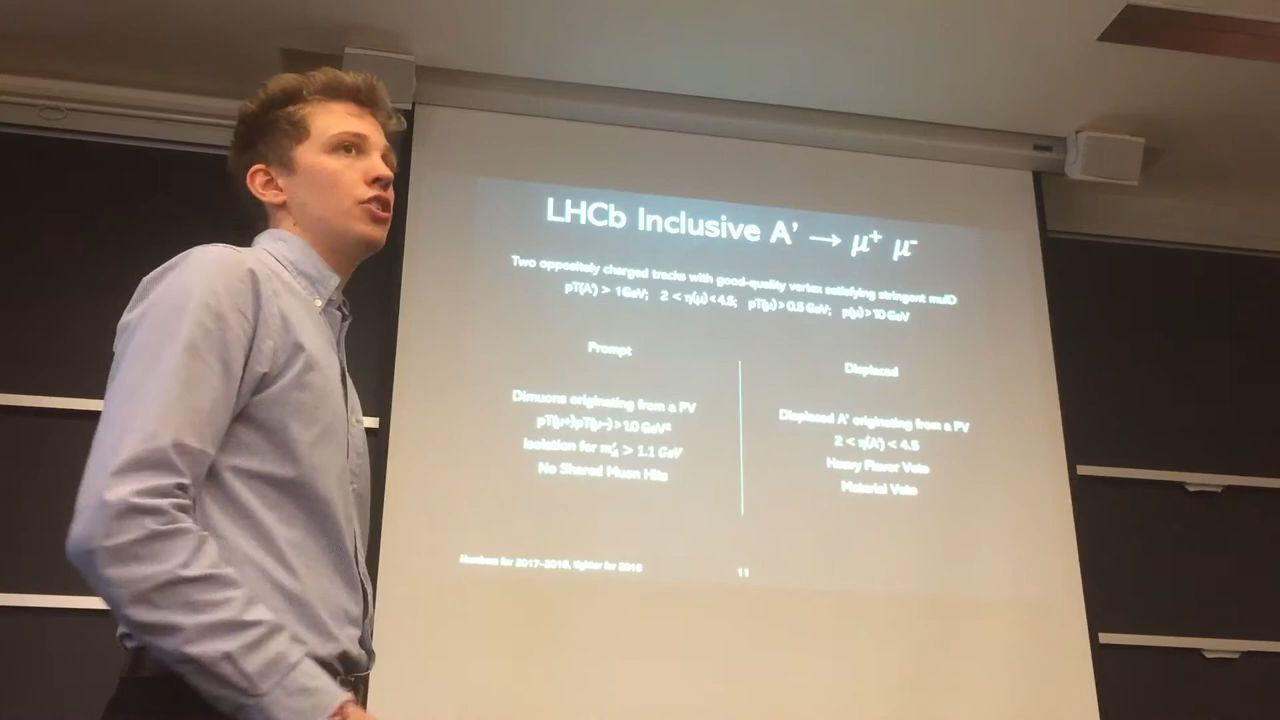 LHCb Inclusive A' → μ⁺ μ⁻
Two oppositely charged tracks with good-quality vertex satisfying stringent muID
pT(A') > 1 GeV; 2 < η(μ) < 4.5; pT(μ) > 0.5 GeV; p(μ) > 10 GeV
Prompt
Dimuons originating from a PV
pT(μ+)pT(μ-) > 1.0 GeV²
Isolation for m'A > 1.1 GeV
No Shared Muon Hits
Displaced
Displaced A' originating from a PV
2 < η(A') < 4.5
Heavy Flavor Veto
Material Veto
Numbers for 2017-2018, tighter for 2016
11